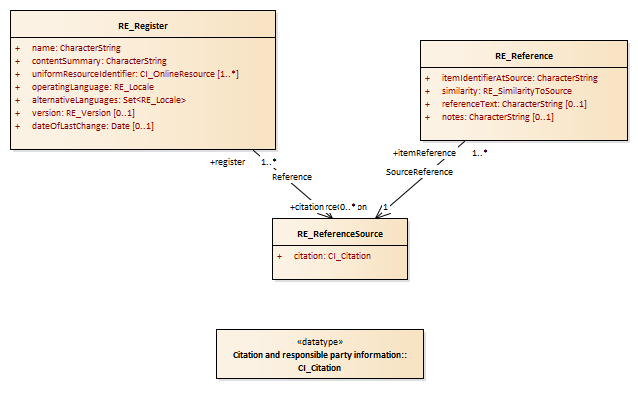 RE_Register
+ name: CharacterString
+ contentSummary: CharacterString
+ uniformResourceIdentifier: CI_OnlineResource [1..*]
+ operatingLanguage: RE_Locale
+ alternativeLanguages: Set<RE_Locale>
+ version: RE_Version [0..1]
+ dateOfLastChange: Date [0..1]
RE_Reference
+ itemIdentifierAtSource: CharacterString
+ similarity: RE_SimilarityToSource
+ referenceText: CharacterString [0..1]
+ notes: CharacterString [0..1]
+register 1..*
+itemReference 1..*
Reference
SourceReference
+citation 0..* 1
RE_ReferenceSource
+ citation: CI_Citation
«datatype»
Citation and responsible party information::
CI_Citation